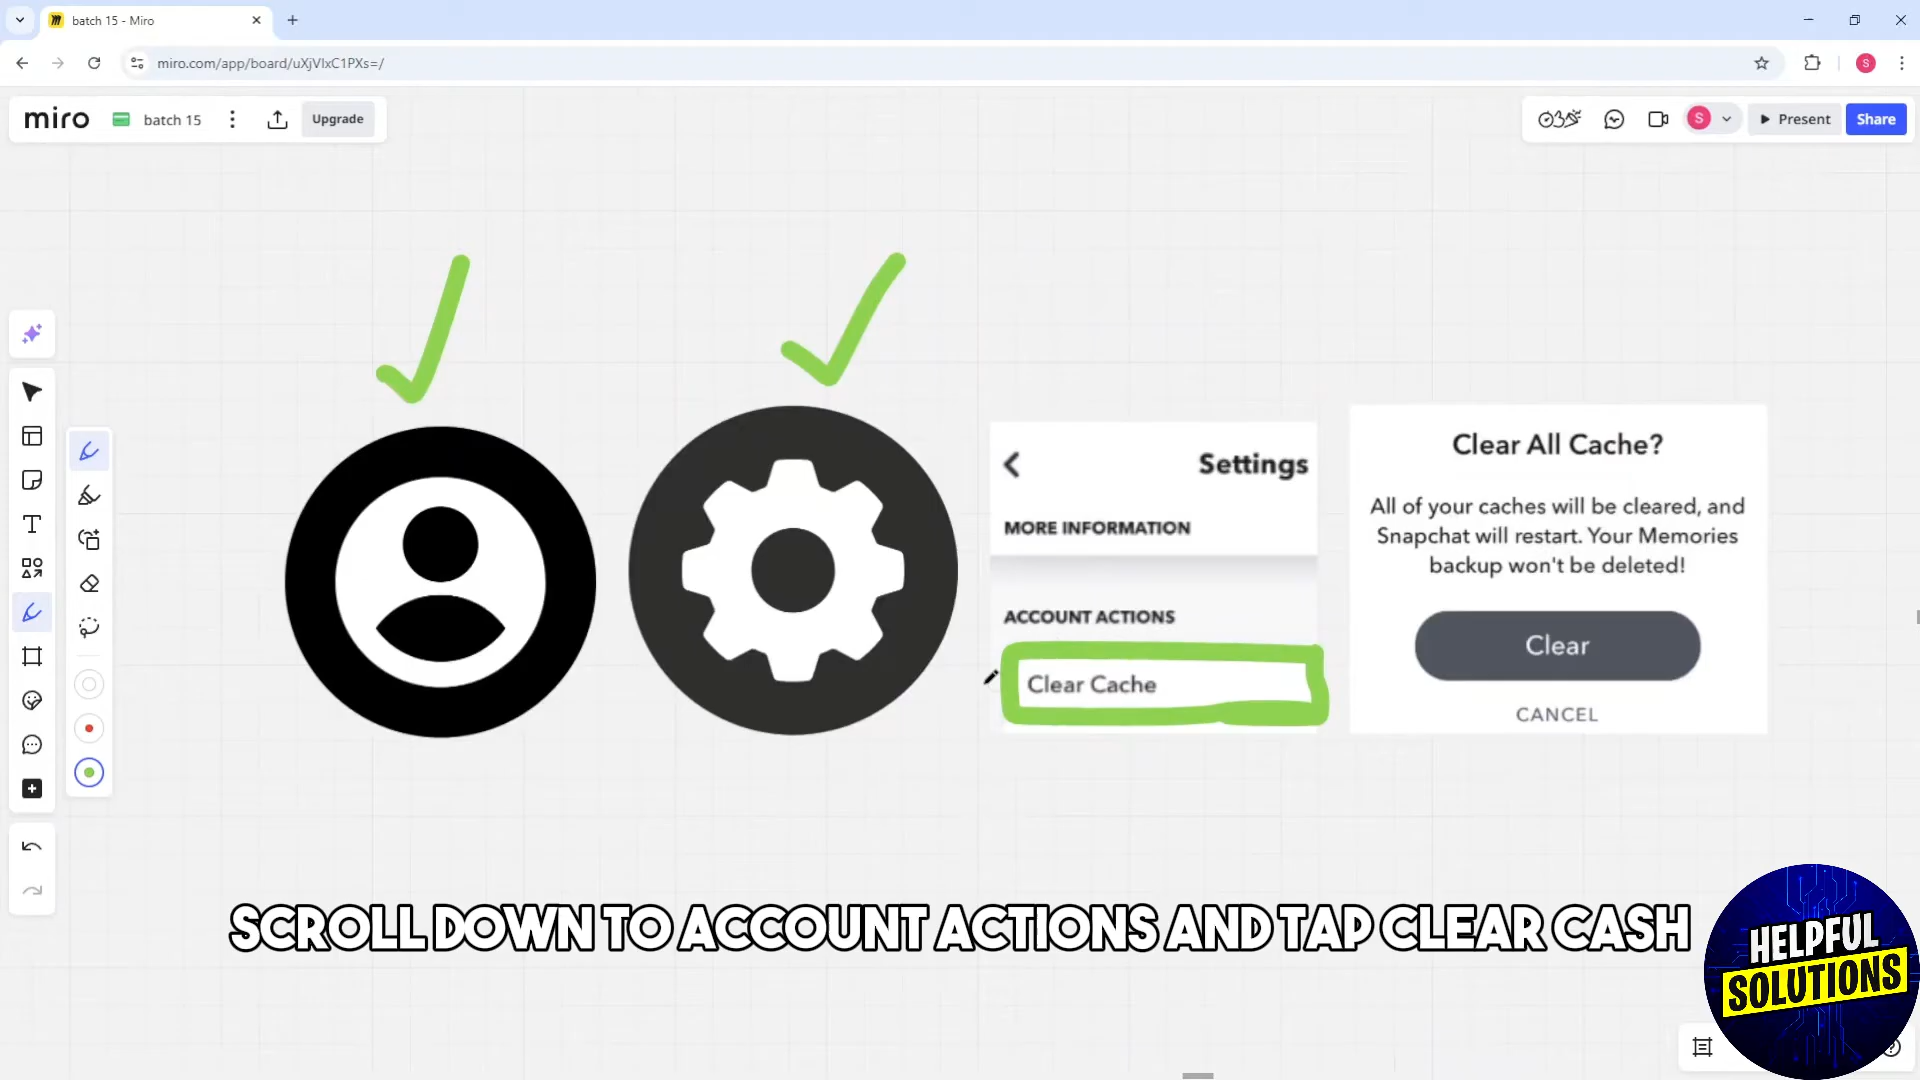 batch 15 - Miro
miro.com/app/board/uXjVIxC1PXs=/
S
miro
batch 15
Upgrade
S
Present
Share
Settings
MORE INFORMATION
ACCOUNT ACTIONS
Clear Cache
Clear All Cache?
All of your caches will be cleared, and
Snapchat will restart. Your Memories
backup won't be deleted!
Clear
CANCEL
SCROLL DOWN TO ACCOUNT ACTIONS AND TAP CLEAR CASH
HELPFUL
SOLUTIONS